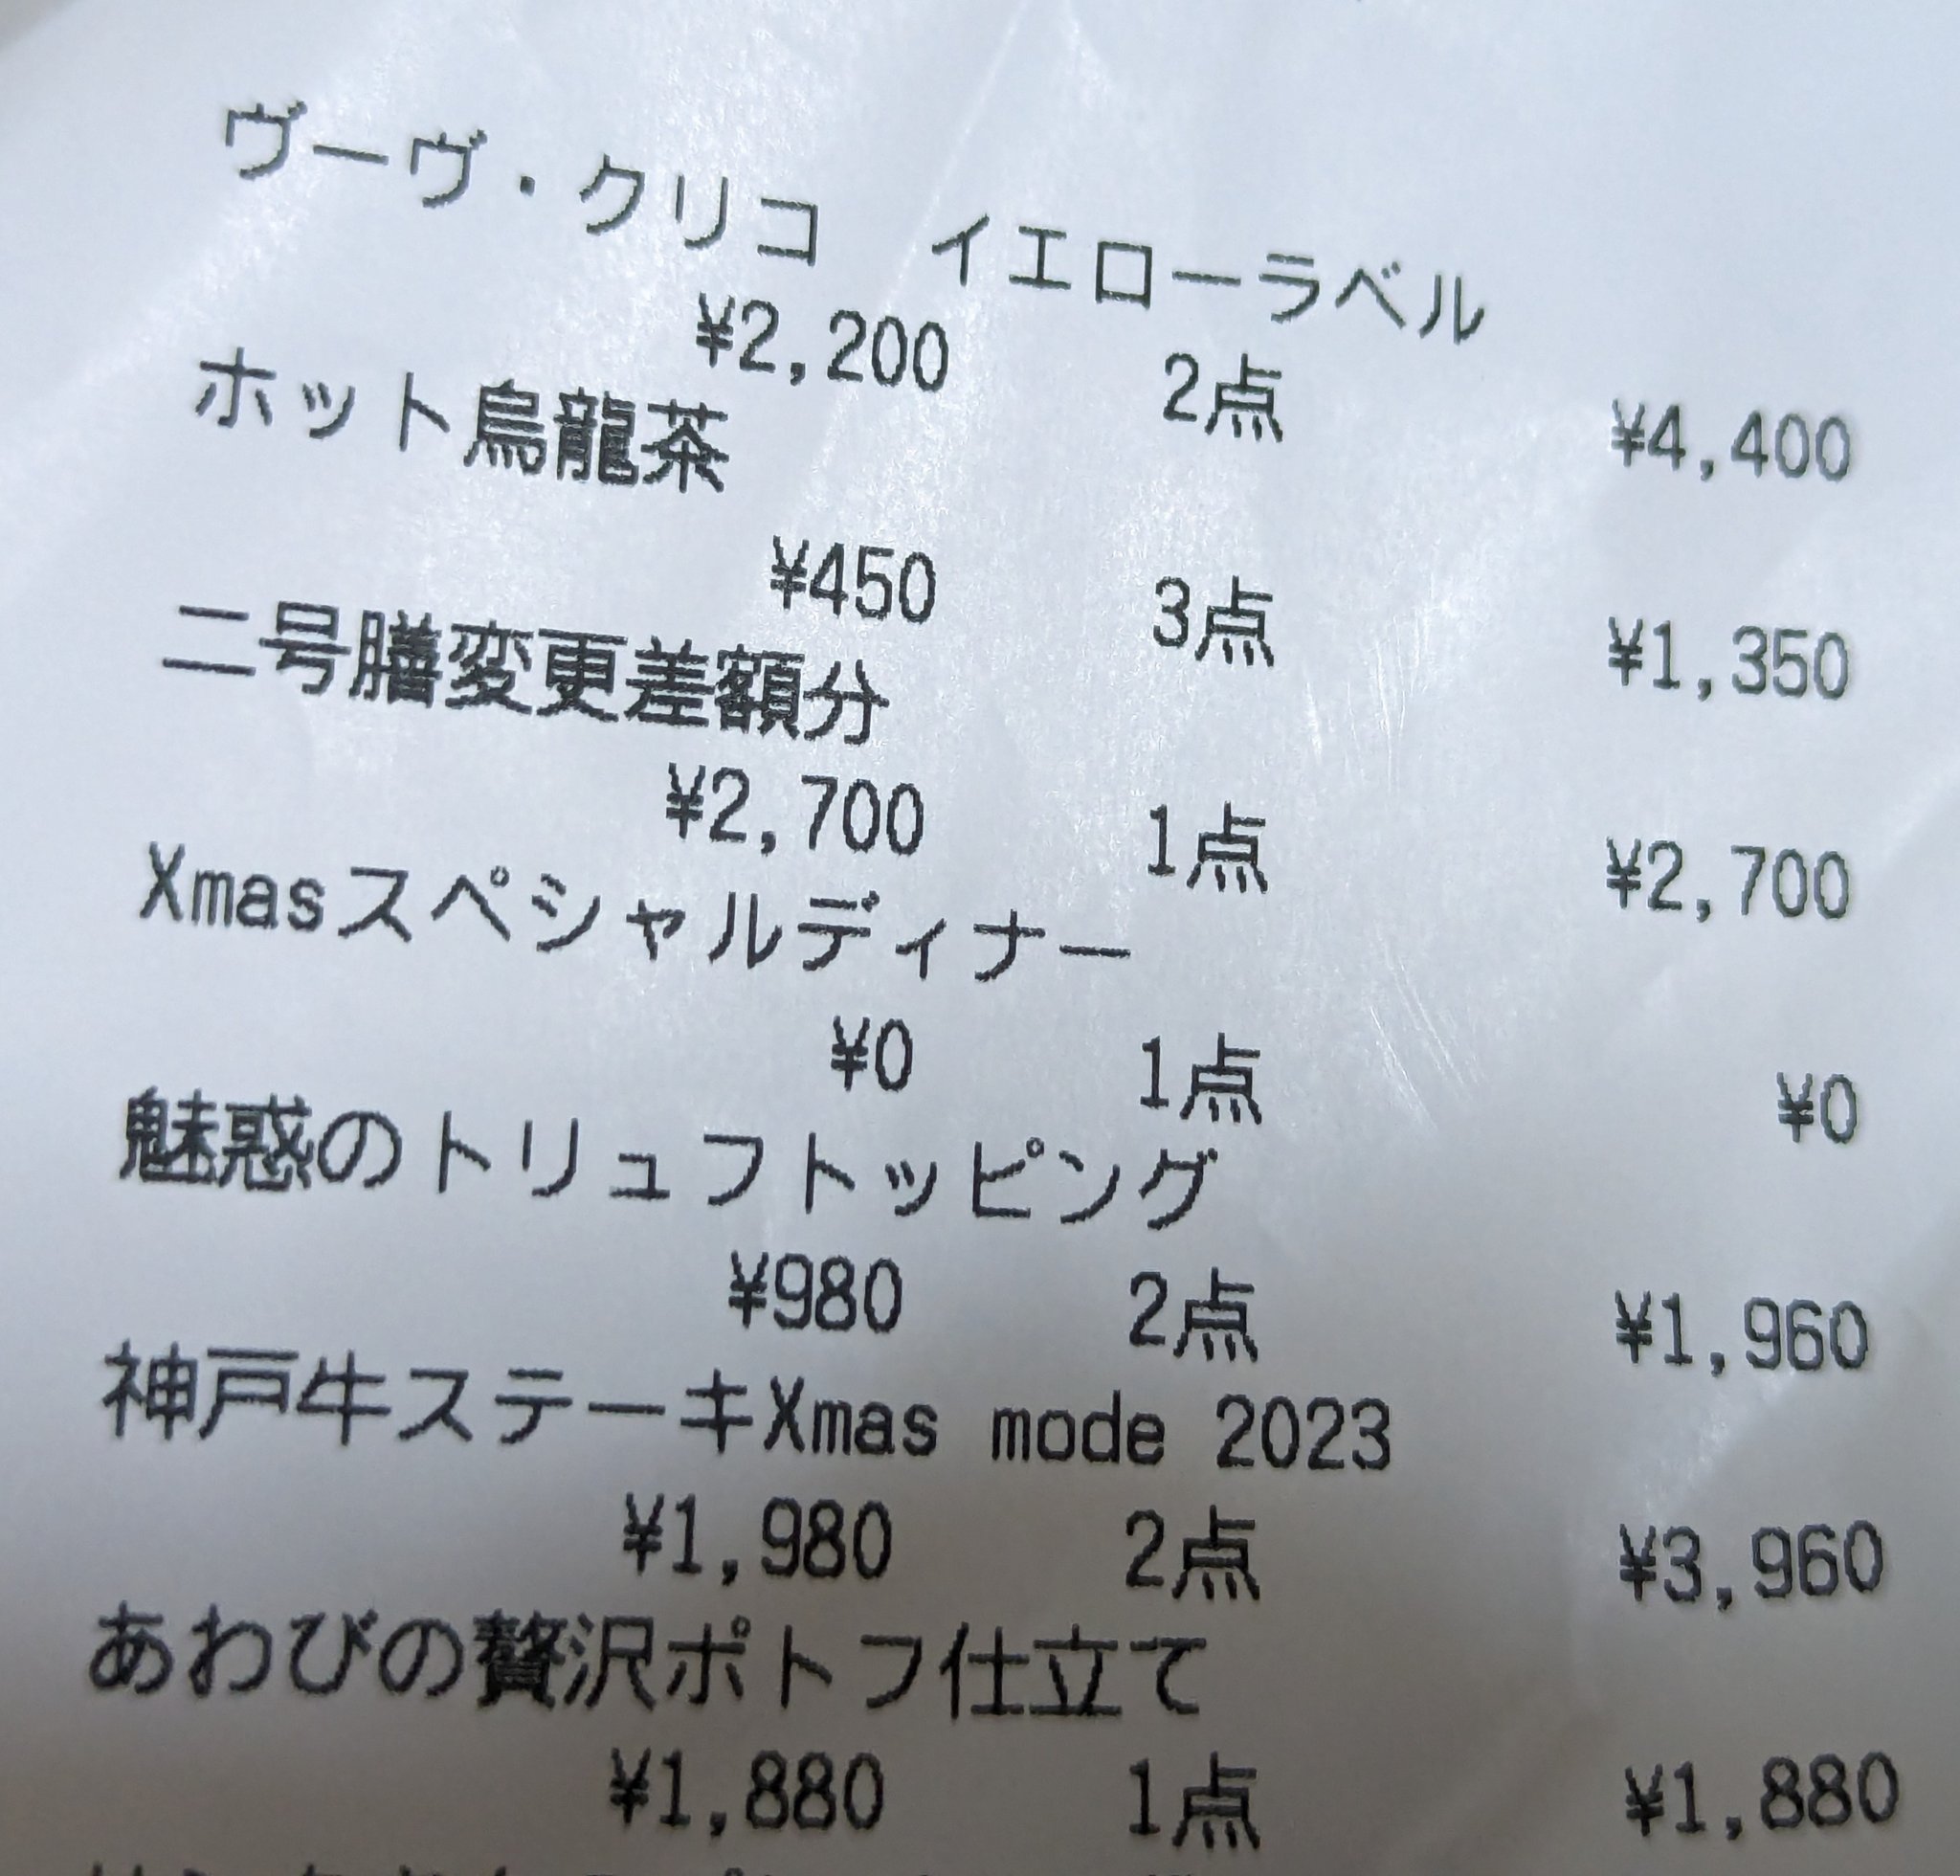 ヴーヴ・クリコ　イエローラベル
¥2,200 2点 ¥4,400
ホット烏龍茶
¥450 3点 ¥1,350
二号膳変更差額分
¥2,700 1点 ¥2,700
Xmasスペシャルディナー
¥0 1点 ¥0
魅惑のトリュフトッピング
¥980 2点 ¥1,960
神戸牛ステーキXmas mode 2023
¥1,980 2点 ¥3,960
あわびの贅沢ポトフ仕立て
¥1,880 1点 ¥1,880